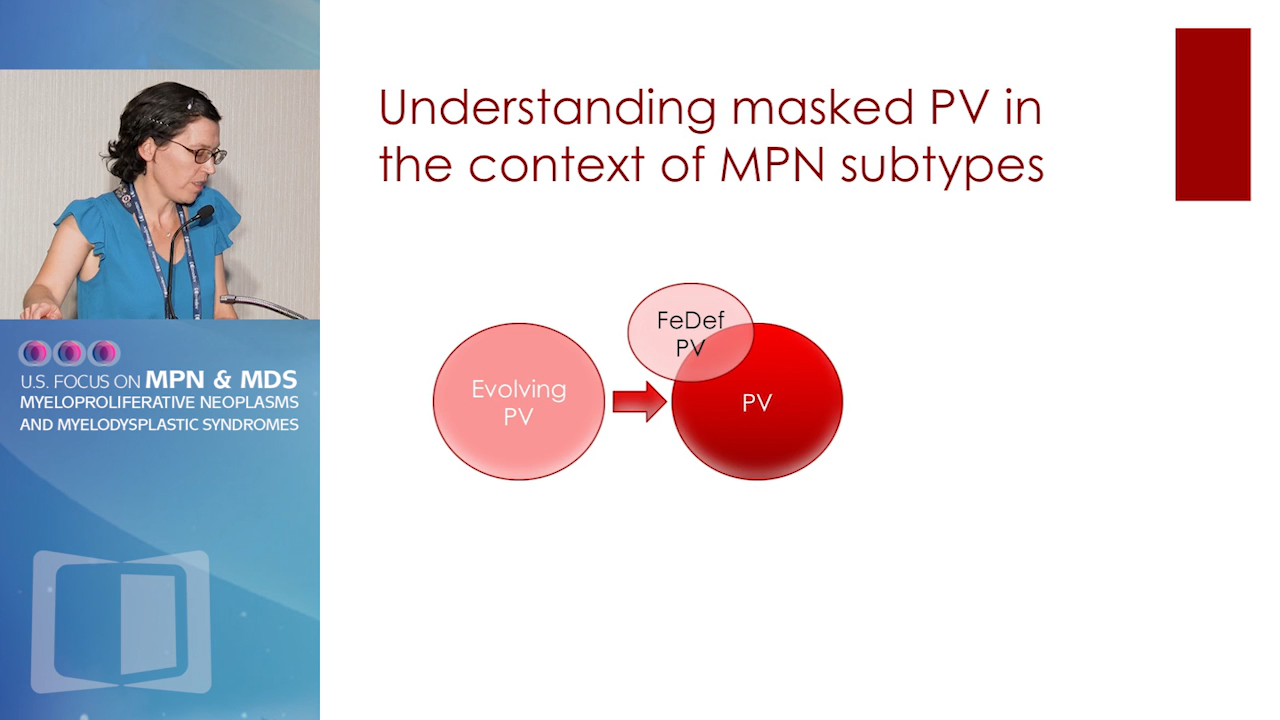 Understanding masked PV in
the context of MPN subtypes
FeDef
PV
Evolving
PV
PV
U.S. FOCUS ON MPN & MDS
MYELOPROLIFERATIVE NEOPLASMS
AND MYELODYSPLASTIC SYNDROMES